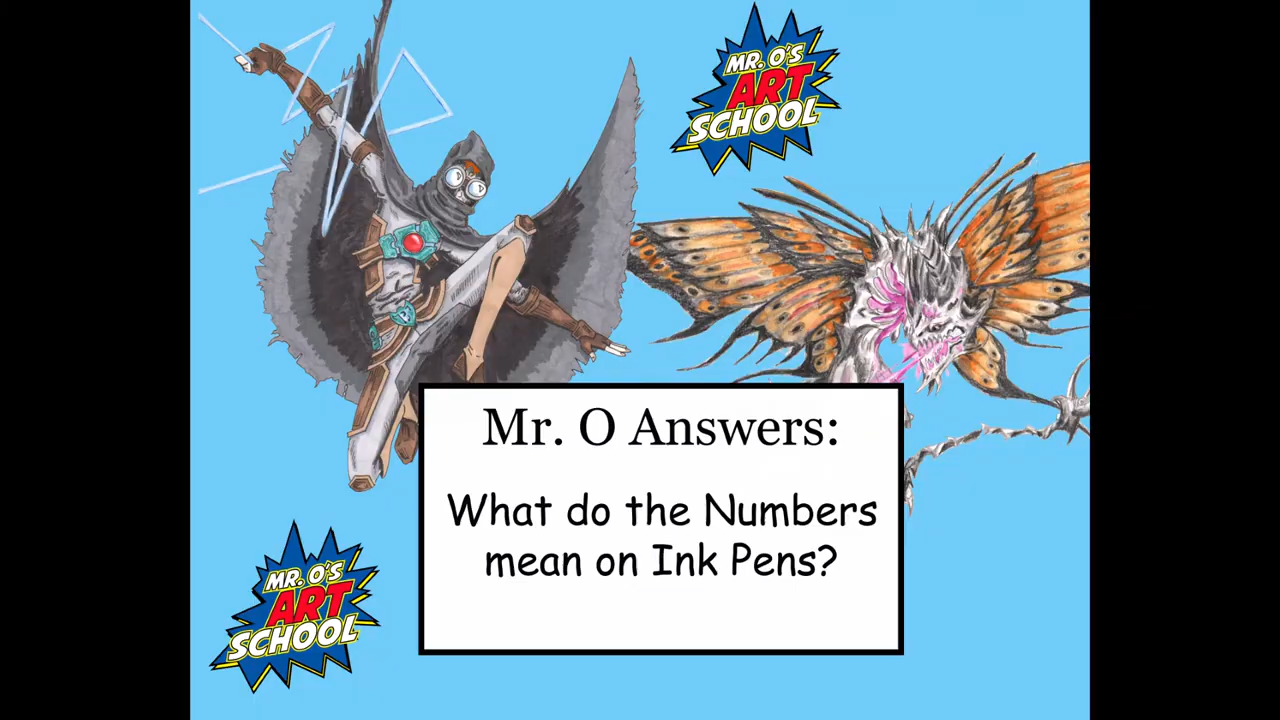 MR. O'S
ART
SCHOOL
Mr. O Answers:
What do the Numbers
mean on Ink Pens?
MR. O'S
ART
SCHOOL